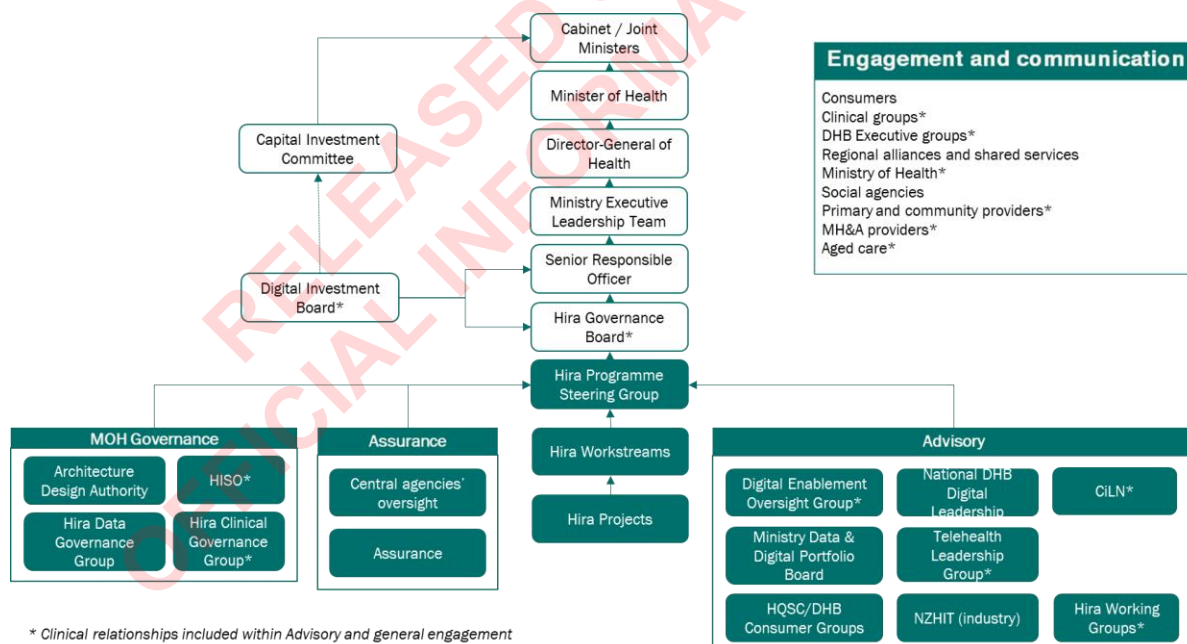 Cabinet / Joint
Ministers
Minister of Health
Capital Investment
Committee
Director-General of
Health
Ministry Executive
Leadership Team
Digital Investment
Board*
Senior Responsible
Officer
Hira Governance
Board*
Hira Programme
Steering Group
Hira Workstreams
Hira Projects
Engagement and communication
Consumers
Clinical groups*
DHB Executive groups*
Regional alliances and shared services
Ministry of Health*
Social agencies
Primary and community providers*
MH&A providers*
Aged care*
MOH Governance
Architecture
Design Authority
HISO*
Hira Data
Governance
Group
Hira Clinical
Governance
Group*
Assurance
Central agencies'
oversight
Assurance
Advisory
Digital Enablement
Oversight Group*
National DHB
Digital
Leadership
CiLN*
Ministry Data &
Digital Portfolio
Board
Telehealth
Leadership
Group*
HQSC/DHB
Consumer Groups
NZHIT (industry)
Hira Working
Groups*
* Clinical relationships included within Advisory and general engagement
RELEASED
OFFICIAL INFORMA